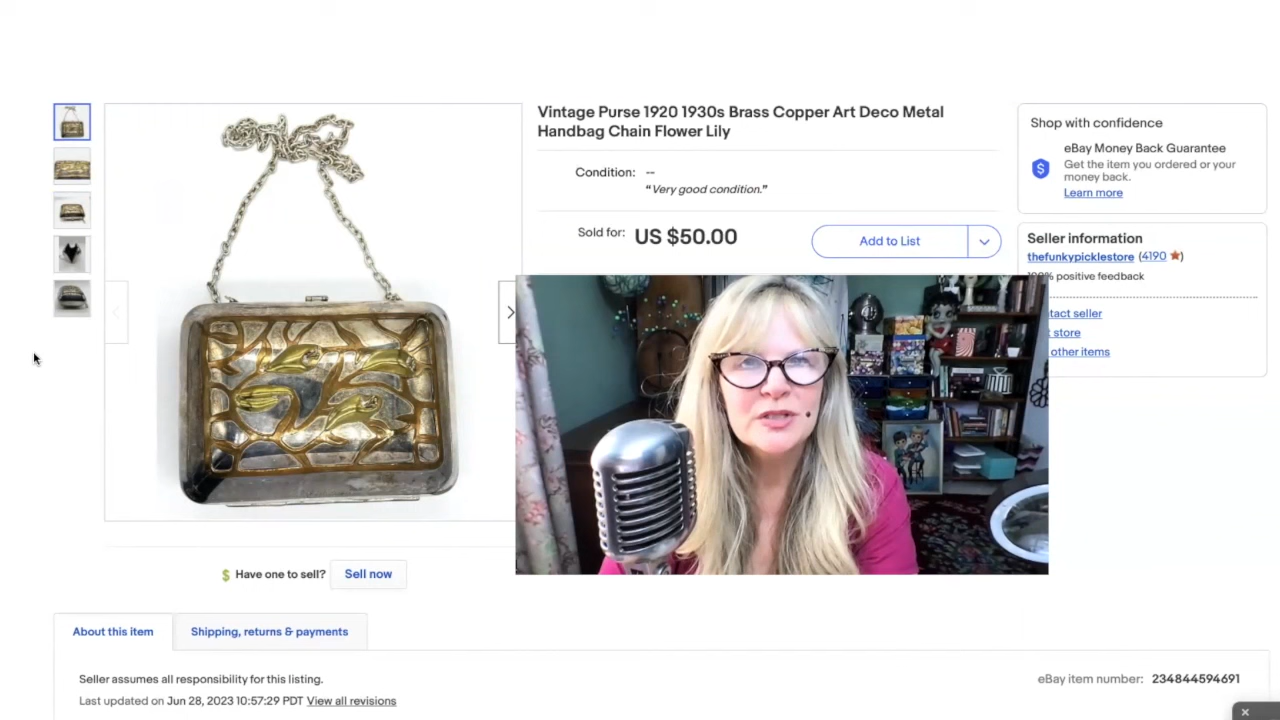 Vintage Purse 1920 1930s Brass Copper Art Deco Metal
Handbag Chain Flower Lily
Condition: --
“Very good condition.”
Sold for: US $50.00
Add to List
Shop with confidence
eBay Money Back Guarantee
Get the item you ordered or your
money back.
Learn more
Seller information
thefunkypicklestore (4190 )
positive feedback
seller
store
other items
$ Have one to sell? Sell now
About this item
Shipping, returns & payments
Seller assumes all responsibility for this listing.
Last updated on Jun 28, 2023 10:57:29 PDT View all revisions
eBay item number: 234844594691